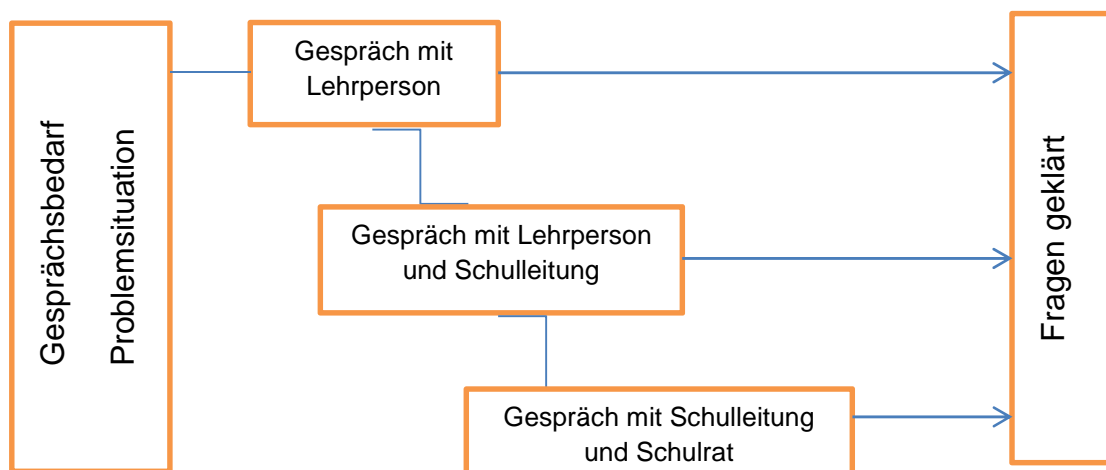 Gesprächsbedarf
Problemsituation
Gespräch mit
Lehrperson
Gespräch mit Lehrperson
und Schulleitung
Gespräch mit Schulleitung
und Schulrat
Fragen geklärt